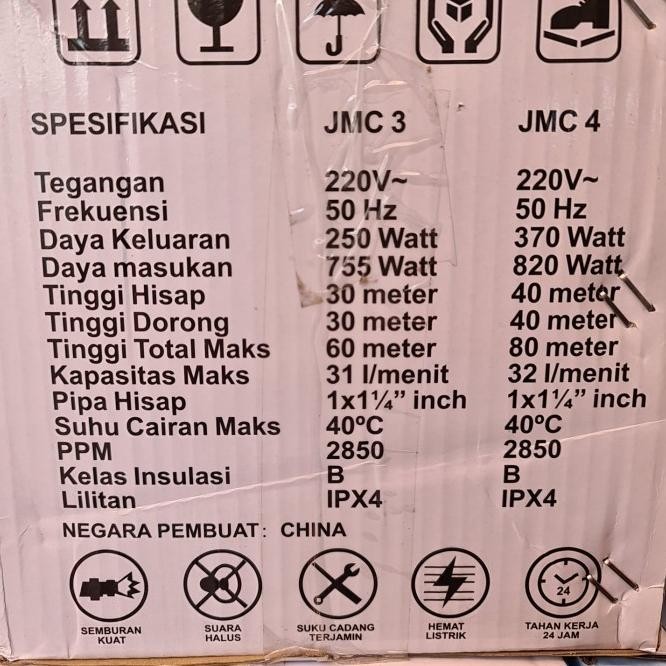 SPESIFIKASI JMC 3 JMC 4
Tegangan 220V~ 220V~
Frekuensi 50 Hz 50 Hz
Daya Keluaran 250 Watt 370 Watt
Daya masukan 755 Watt 820 Watt
Tinggi Hisap 30 meter 40 meter
Tinggi Dorong 30 meter 40 meter
Tinggi Total Maks 60 meter 80 meter
Kapasitas Maks 31 l/menit 32 l/menit
Pipa Hisap 1x1¼” inch 1x1¼” inch
Suhu Cairan Maks 40ºC 40ºC
PPM 2850 2850
Kelas Insulasi B B
Lilitan IPX4 IPX4
NEGARA PEMBUAT: CHINA
24
SEMBURAN KUAT
SUARA HALUS
SUKU CADANG TERJAMIN
HEMAT LISTRIK
TAHAN KERJA 24 JAM